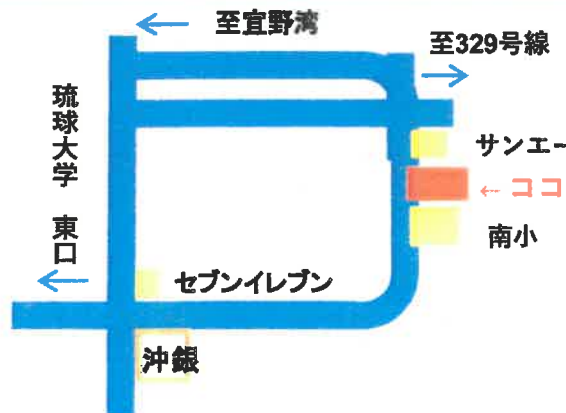 ← 至宜野湾
至329号線
→
琉球大学 東口
←
サンエー
←ココ
南小
セブンイレブン
沖銀